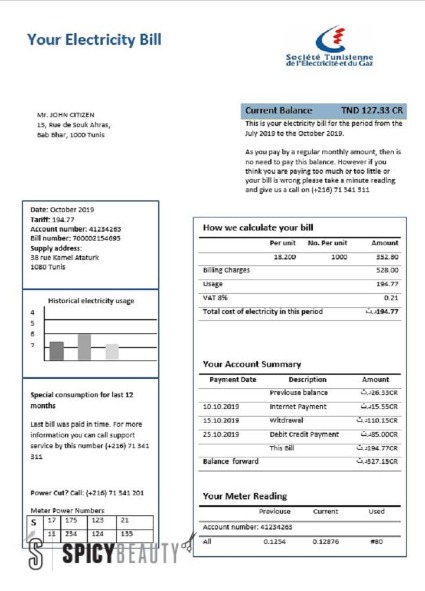 Your Electricity Bill
Société Tunisienne
de l'Electricité et du Gaz
Mr. JOHN CITIZEN
15, Rue de Souk Ahras,
Bab Bhar, 1000 Tunis
Current Balance TND 127.33 CR
This is your electricity bill for the period from the
July 2019 to the October 2019.
As you pay by a regular monthly amount, then is
no need to pay this balance. However if you
think you are paying too much or too little or
your bill is wrong please take a minute reading
and give us a call on (+216) 71 341 311
Date: October 2019
Tariff: 194.77
Account number: 41234265
Bill number: 700002154695
Supply address:
38 rue Kamel Ataturk
1080 Tunis
Historical electricity usage
4
5
6
7
Special consumption for last 12
months
Last bill was paid in time. For more
information you can call support
service by this number (+216) 71 341
311
Power Cut? Call: (+216) 71 341 201
Meter Power Numbers
S 17 175 123 21
11 234 124 135
How we calculate your bill
Per unit No. Per unit Amount
18.200 1000 352.80
Billing Charges 528.00
Usage 194.77
VAT 8% 0.21
Total cost of electricity in this period د.ت194.77
Your Account Summary
Payment Date Description Amount
Previouse balance د.ت26.33CR
10.10.2019 Internet Payment د.ت15.55CR
15.10.2019 Witdrawal د.ت110.15CR
25.10.2019 Debit Credit Payment د.ت85.00CR
This Bill د.ت194.77CR
Balance forward د.ت327.15CR
Your Meter Reading
Previouse Current Used
Account number: 41234265
All 0.1254 0.12876 #80
SPICYBEAUTY